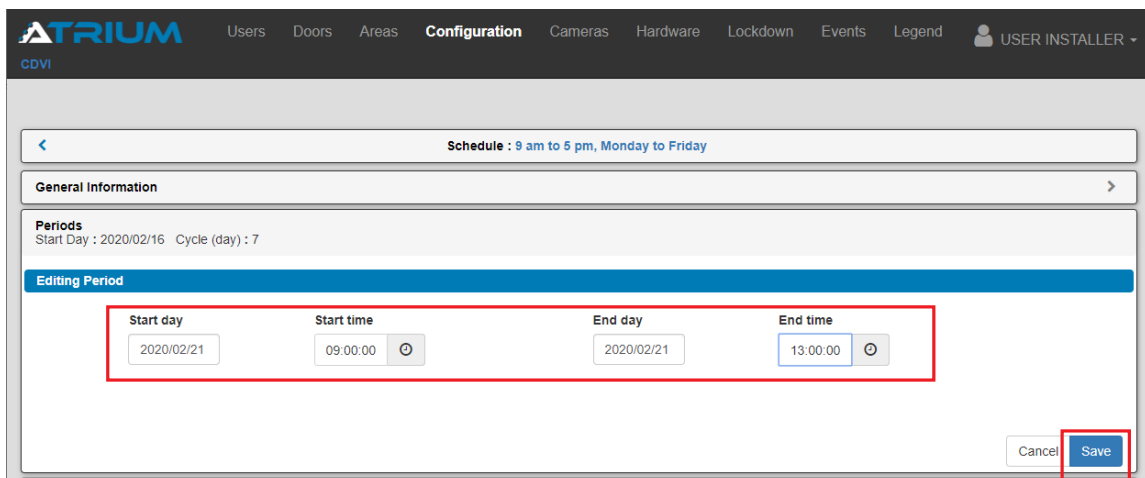 ATRIUM Users Doors Areas Configuration Cameras Hardware Lockdown Events Legend USER INSTALLER
CDVI
Schedule : 9 am to 5 pm, Monday to Friday
General Information
Periods
Start Day : 2020/02/16 Cycle (day) : 7
Editing Period
Start day Start time End day End time
2020/02/21 09:00:00 2020/02/21 13:00:00
Cancel Save